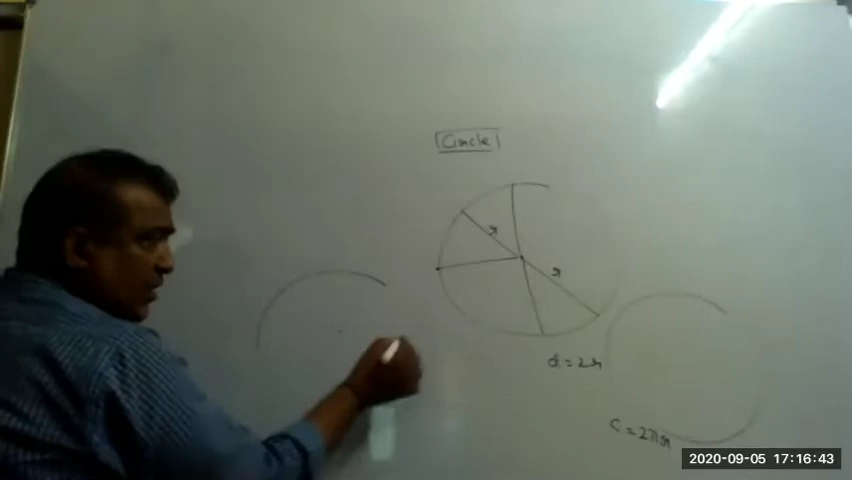 Circle
r
r
d = 2r
C = 2πr
2020-09-05 17:16:43